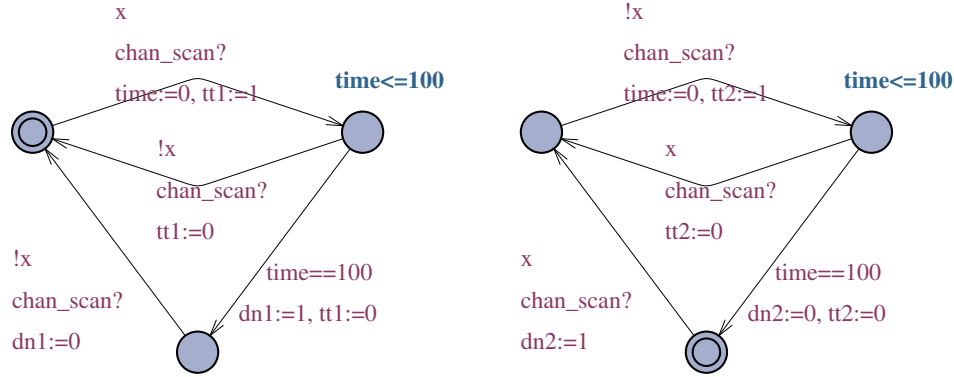 x
chan_scan?
time:=0, tt1:=1
time<=100
!x
chan_scan?
tt1:=0
!x
chan_scan?
dn1:=0
time==100
dn1:=1, tt1:=0
!x
chan_scan?
time:=0, tt2:=1
time<=100
x
chan_scan?
tt2:=0
x
chan_scan?
dn2:=1
time==100
dn2:=0, tt2:=0